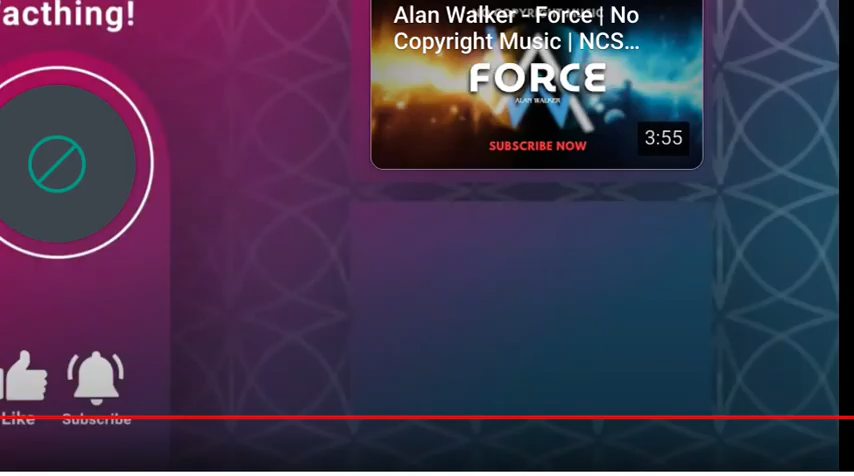 acthing!
Alan Walker - Force | No
Copyright Music | NCS...
FORCE
ALAN WALKER
SUBSCRIBE NOW
3:55
Like
Subscribe